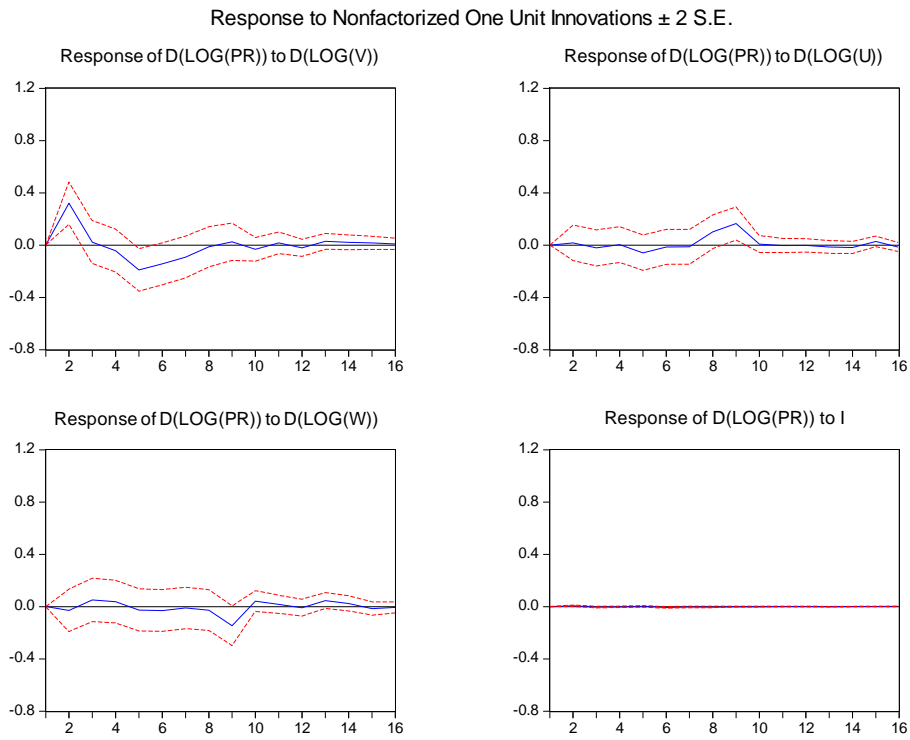 Response to Nonfactorized One Unit Innovations ± 2 S.E.
Response of D(LOG(PR)) to D(LOG(V))
1.2
0.8
0.4
0.0
-0.4
-0.8
2 4 6 8 10 12 14 16
Response of D(LOG(PR)) to D(LOG(U))
1.2
0.8
0.4
0.0
-0.4
-0.8
2 4 6 8 10 12 14 16
Response of D(LOG(PR)) to D(LOG(W))
1.2
0.8
0.4
0.0
-0.4
-0.8
2 4 6 8 10 12 14 16
Response of D(LOG(PR)) to I
1.2
0.8
0.4
0.0
-0.4
-0.8
2 4 6 8 10 12 14 16